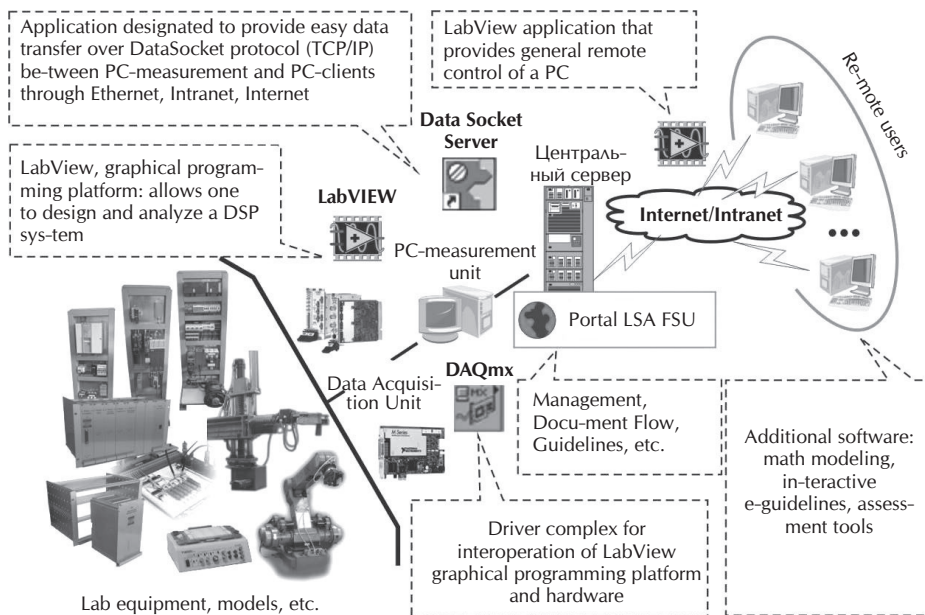 Application designated to provide easy data
transfer over DataSocket protocol (TCP/IP)
be-tween PC-measurement and PC-clients
through Ethernet, Intranet, Internet
LabView application that
provides general remote
control of a PC
Re-mote users
Data Socket
Server
Централь-
ный сервер
LabView, graphical program-
ming platform: allows one
to design and analyze a DSP
sys-tem
LabVIEW
Internet/Intranet
PC-measurement
unit
Portal LSA FSU
Data Acquisi-
tion Unit
DAQmx
Management,
Docu-ment Flow,
Guidelines, etc.
Additional software:
math modeling,
in-teractive
e-guidelines, assess-
ment tools
Driver complex for
interoperation of LabView
graphical programming platform
and hardware
Lab equipment, models, etc.